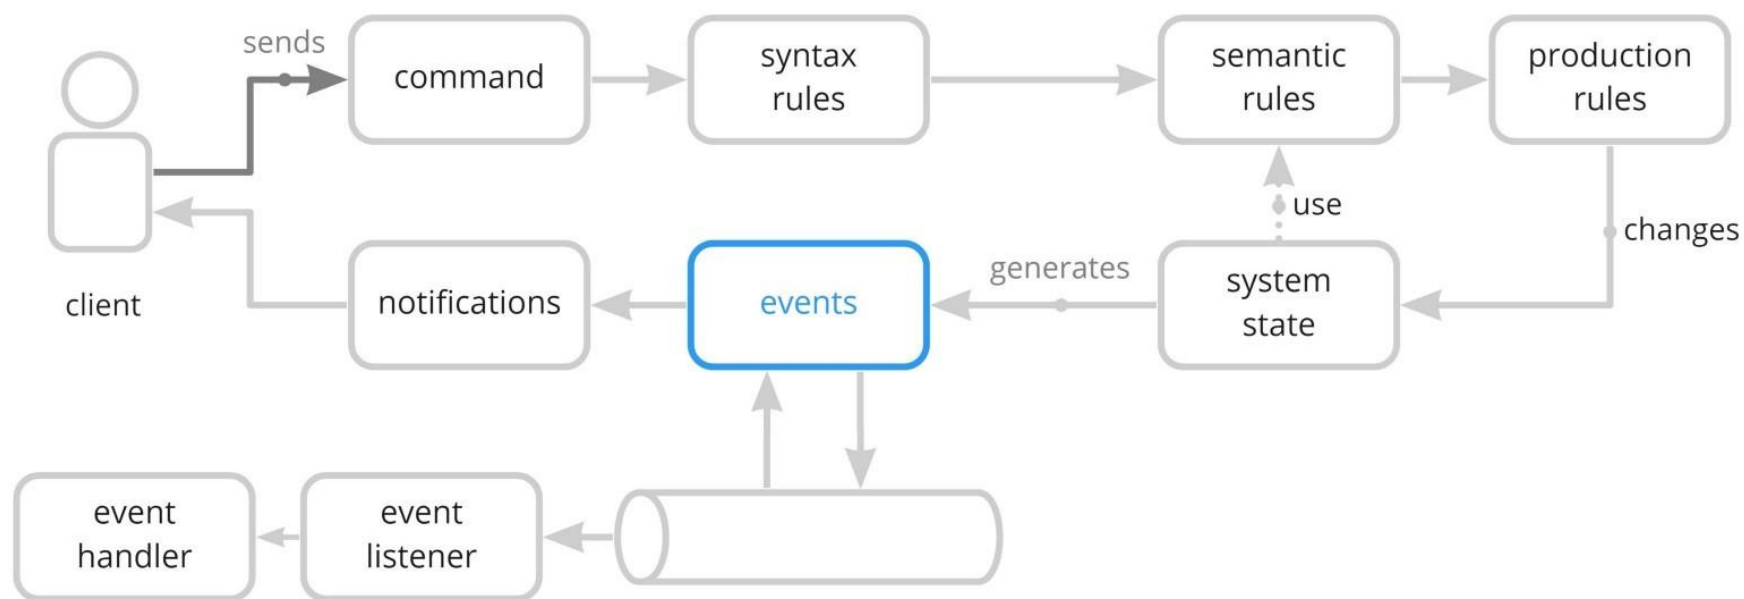 sends
command
syntax
rules
semantic
rules
production
rules
use
changes
client
notifications
events
generates
system
state
event
handler
event
listener